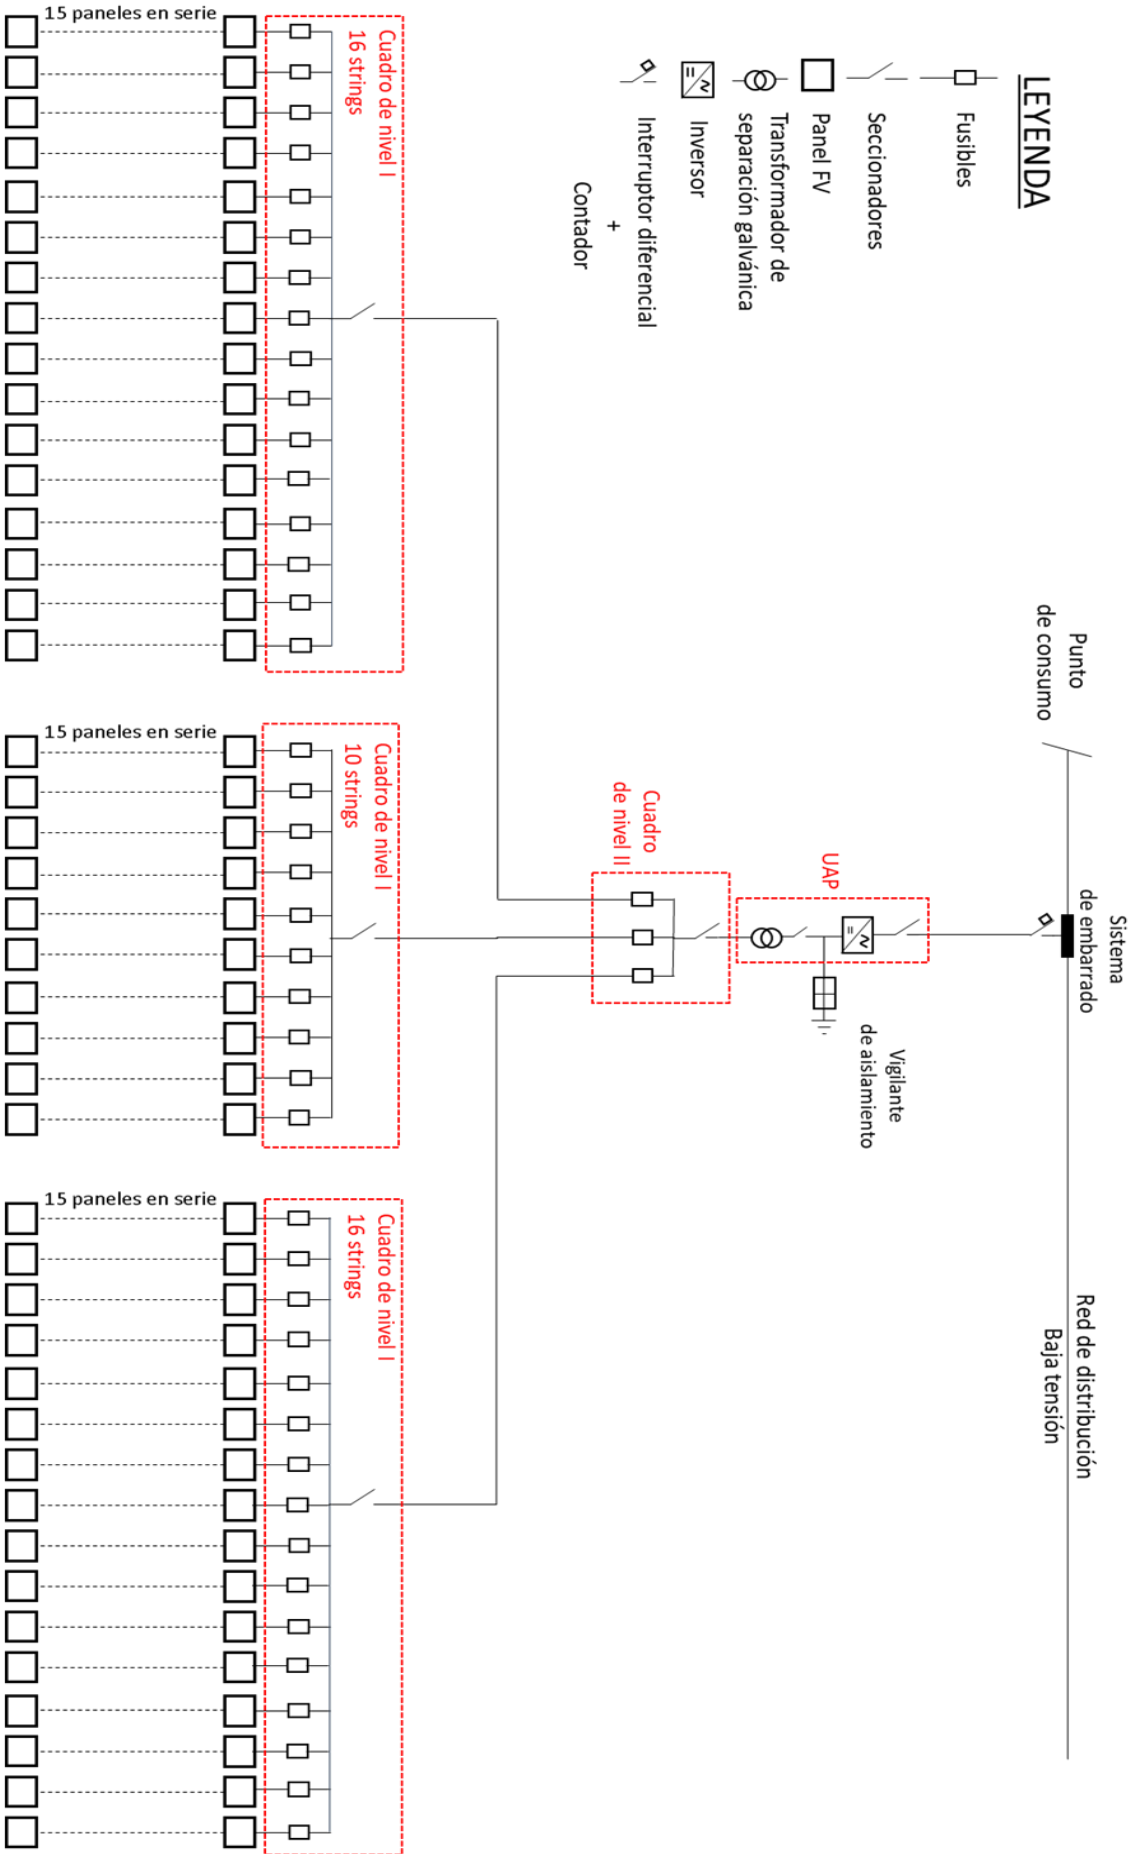 LEYENDA
Fusibles
Seccionadores
Panel FV
Transformador de
separación galvánica
Inversor
Interruptor diferencial
+
Contador
Punto
de consumo
Sistema
de embarrado
Red de distribución
Baja tensión
UAP
Vigilante
de aislamiento
Cuadro
de nivel II
Cuadro de nivel I
16 strings
15 paneles en serie
Cuadro de nivel I
10 strings
15 paneles en serie
Cuadro de nivel I
16 strings
15 paneles en serie